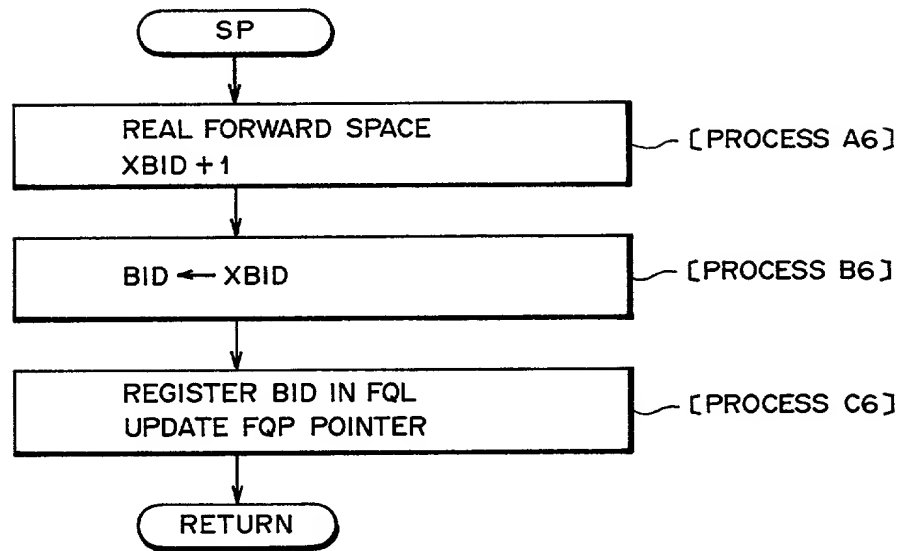 SP
REAL FORWARD SPACE
XBID + 1
[PROCESS A6]
BID ← XBID
[PROCESS B6]
REGISTER BID IN FQL
UPDATE FQP POINTER
[PROCESS C6]
RETURN